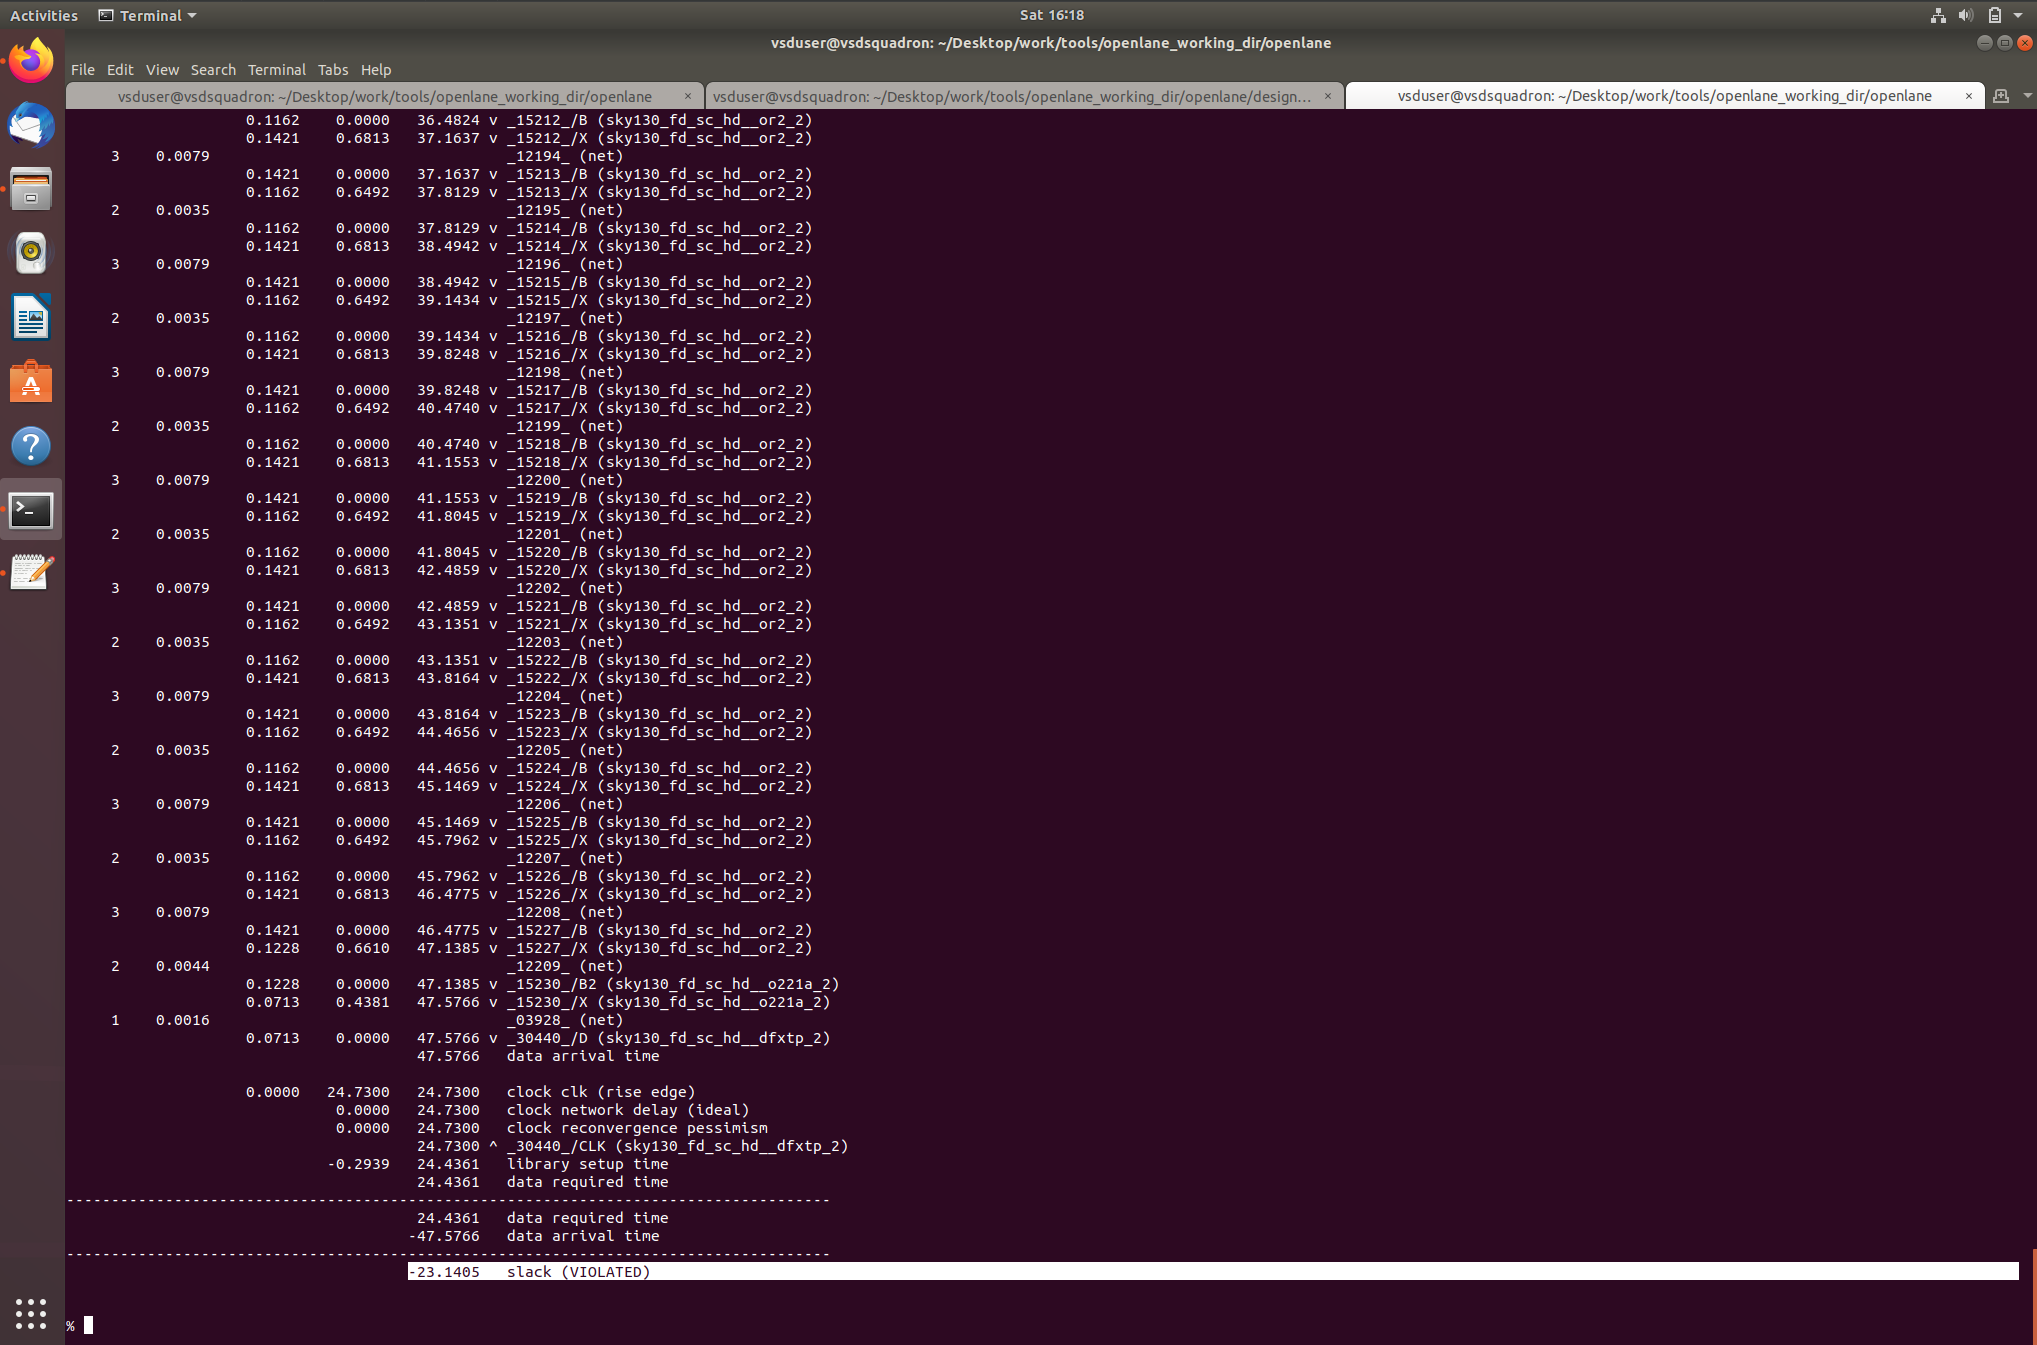 Activities Terminal Sat 16:18
vsduser@vsdsquadron: ~/Desktop/work/tools/openlane_working_dir/openlane
File Edit View Search Terminal Tabs Help
vsduser@vsdsquadron: ~/Desktop/work/tools/openlane_working_dir/openlane × vsduser@vsdsquadron: ~/Desktop/work/tools/openlane_working_dir/openlane/design... × vsduser@vsdsquadron: ~/Desktop/work/tools/openlane_working_dir/openlane ×
0.1162 0.0000 36.4824 v _15212_/B (sky130_fd_sc_hd__or2_2)
0.1421 0.6813 37.1637 v _15212_/X (sky130_fd_sc_hd__or2_2)
3 0.0079 _12194_ (net)
0.1421 0.0000 37.1637 v _15213_/B (sky130_fd_sc_hd__or2_2)
0.1162 0.6492 37.8129 v _15213_/X (sky130_fd_sc_hd__or2_2)
2 0.0035 _12195_ (net)
0.1162 0.0000 37.8129 v _15214_/B (sky130_fd_sc_hd__or2_2)
0.1421 0.6813 38.4942 v _15214_/X (sky130_fd_sc_hd__or2_2)
3 0.0079 _12196_ (net)
0.1421 0.0000 38.4942 v _15215_/B (sky130_fd_sc_hd__or2_2)
0.1162 0.6492 39.1434 v _15215_/X (sky130_fd_sc_hd__or2_2)
2 0.0035 _12197_ (net)
0.1162 0.0000 39.1434 v _15216_/B (sky130_fd_sc_hd__or2_2)
0.1421 0.6813 39.8248 v _15216_/X (sky130_fd_sc_hd__or2_2)
3 0.0079 _12198_ (net)
0.1421 0.0000 39.8248 v _15217_/B (sky130_fd_sc_hd__or2_2)
0.1162 0.6492 40.4740 v _15217_/X (sky130_fd_sc_hd__or2_2)
2 0.0035 _12199_ (net)
0.1162 0.0000 40.4740 v _15218_/B (sky130_fd_sc_hd__or2_2)
0.1421 0.6813 41.1553 v _15218_/X (sky130_fd_sc_hd__or2_2)
3 0.0079 _12200_ (net)
0.1421 0.0000 41.1553 v _15219_/B (sky130_fd_sc_hd__or2_2)
0.1162 0.6492 41.8045 v _15219_/X (sky130_fd_sc_hd__or2_2)
2 0.0035 _12201_ (net)
0.1162 0.0000 41.8045 v _15220_/B (sky130_fd_sc_hd__or2_2)
0.1421 0.6813 42.4859 v _15220_/X (sky130_fd_sc_hd__or2_2)
3 0.0079 _12202_ (net)
0.1421 0.0000 42.4859 v _15221_/B (sky130_fd_sc_hd__or2_2)
0.1162 0.6492 43.1351 v _15221_/X (sky130_fd_sc_hd__or2_2)
2 0.0035 _12203_ (net)
0.1162 0.0000 43.1351 v _15222_/B (sky130_fd_sc_hd__or2_2)
0.1421 0.6813 43.8164 v _15222_/X (sky130_fd_sc_hd__or2_2)
3 0.0079 _12204_ (net)
0.1421 0.0000 43.8164 v _15223_/B (sky130_fd_sc_hd__or2_2)
0.1162 0.6492 44.4656 v _15223_/X (sky130_fd_sc_hd__or2_2)
2 0.0035 _12205_ (net)
0.1162 0.0000 44.4656 v _15224_/B (sky130_fd_sc_hd__or2_2)
0.1421 0.6813 45.1469 v _15224_/X (sky130_fd_sc_hd__or2_2)
3 0.0079 _12206_ (net)
0.1421 0.0000 45.1469 v _15225_/B (sky130_fd_sc_hd__or2_2)
0.1162 0.6492 45.7962 v _15225_/X (sky130_fd_sc_hd__or2_2)
2 0.0035 _12207_ (net)
0.1162 0.0000 45.7962 v _15226_/B (sky130_fd_sc_hd__or2_2)
0.1421 0.6813 46.4775 v _15226_/X (sky130_fd_sc_hd__or2_2)
3 0.0079 _12208_ (net)
0.1421 0.0000 46.4775 v _15227_/B (sky130_fd_sc_hd__or2_2)
0.1228 0.6610 47.1385 v _15227_/X (sky130_fd_sc_hd__or2_2)
2 0.0044 _12209_ (net)
0.1228 0.0000 47.1385 v _15230_/B2 (sky130_fd_sc_hd__o221a_2)
0.0713 0.4381 47.5766 v _15230_/X (sky130_fd_sc_hd__o221a_2)
1 0.0016 _03928_ (net)
0.0713 0.0000 47.5766 v _30440_/D (sky130_fd_sc_hd__dfxtp_2)
47.5766 data arrival time
0.0000 24.7300 24.7300 clock clk (rise edge)
0.0000 24.7300 clock network delay (ideal)
0.0000 24.7300 clock reconvergence pessimism
24.7300 ^ _30440_/CLK (sky130_fd_sc_hd__dfxtp_2)
-0.2939 24.4361 library setup time
24.4361 data required time
-------------------------------------------------------------------------------------
24.4361 data required time
-47.5766 data arrival time
-------------------------------------------------------------------------------------
-23.1405 slack (VIOLATED)
%